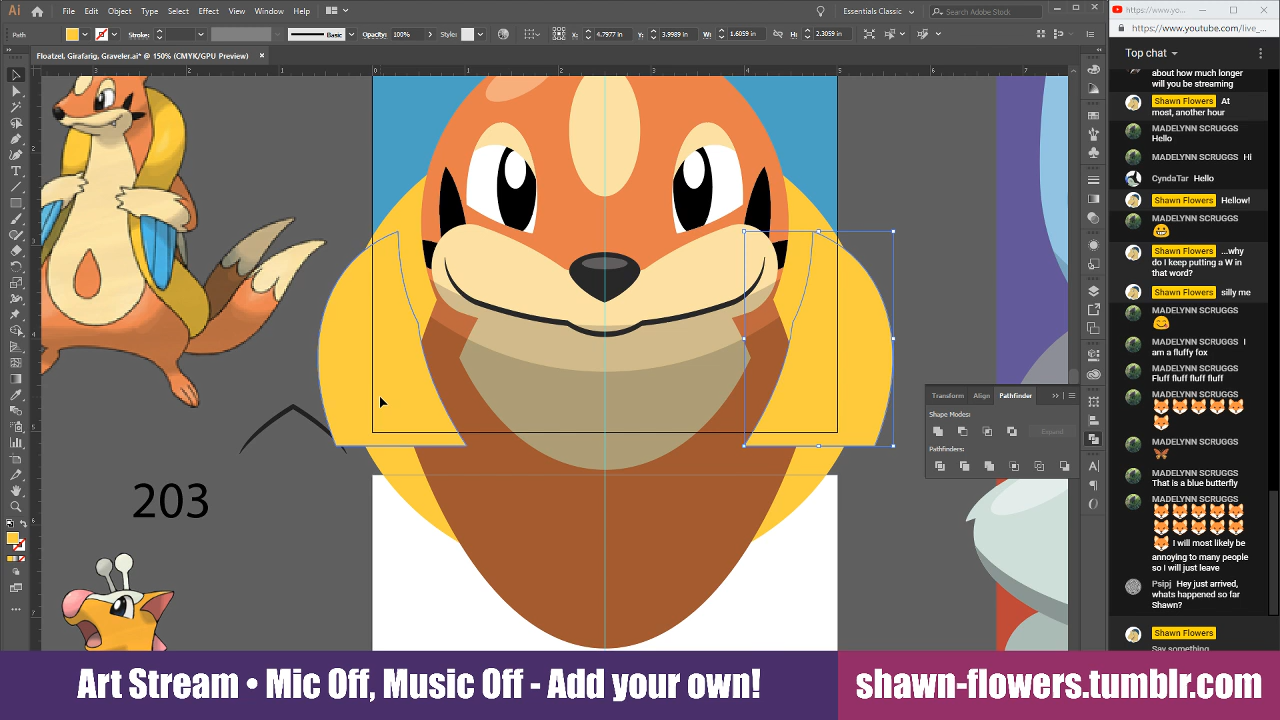 Ai File Edit Object Type Select Effect View Window Help Essentials Classic Search Adobe Stock
Path Stroke: Basic Opacity: 100% Style: X: 4.7977 in Y: 3.9989 in W: 1.6059 in H: 2.3059 in
Floatzel, Girafarig, Graveler.ai* @ 150% (CMYK/GPU Preview)
203
Transform Align Pathfinder
Shape Modes:
Expand
Pathfinders:
https://www.yo
https://www.youtube.com/live_...
Top chat
about how much longer
will you be streaming
Shawn Flowers At
most, another hour
MADELYNN SCRUGGS
Hello
MADELYNN SCRUGGS Hi
CyndaTar Hello
Shawn Flowers Hellow!
MADELYNN SCRUGGS
Shawn Flowers ...why
do I keep putting a W in
that word?
Shawn Flowers silly me
MADELYNN SCRUGGS
MADELYNN SCRUGGS I
am a fluffy fox
MADELYNN SCRUGGS
Fluff fluff fluff fluff
MADELYNN SCRUGGS
MADELYNN SCRUGGS
MADELYNN SCRUGGS
That is a blue butterfly
MADELYNN SCRUGGS
I will most likely be
annoying to many people
so I will just leave
Psipj Hey just arrived,
whats happened so far
Shawn?
Shawn Flowers
Say something...
Art Stream • Mic Off, Music Off - Add your own!
shawn-flowers.tumblr.com